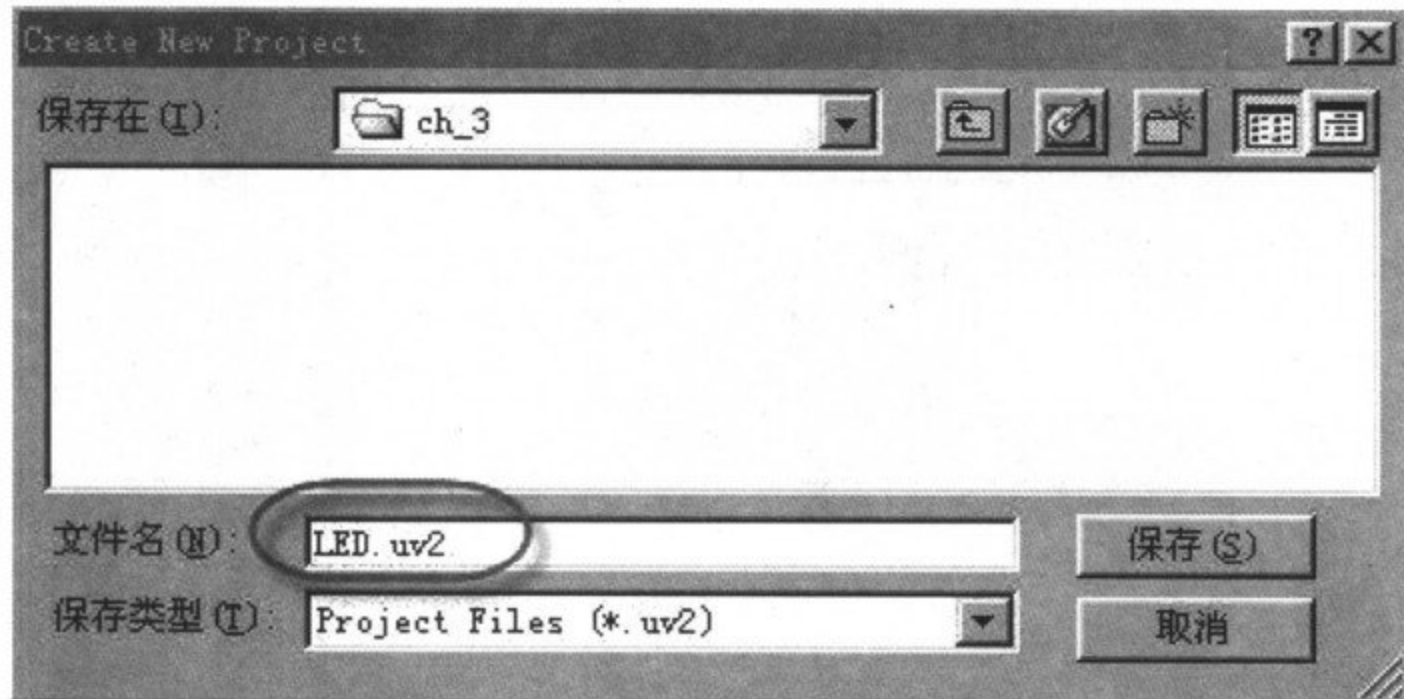 Create New Project
保存在(I):
ch_3
文件名(N):
LED.uv2
保存(S)
保存类型(T):
Project Files (*.uv2)
取消